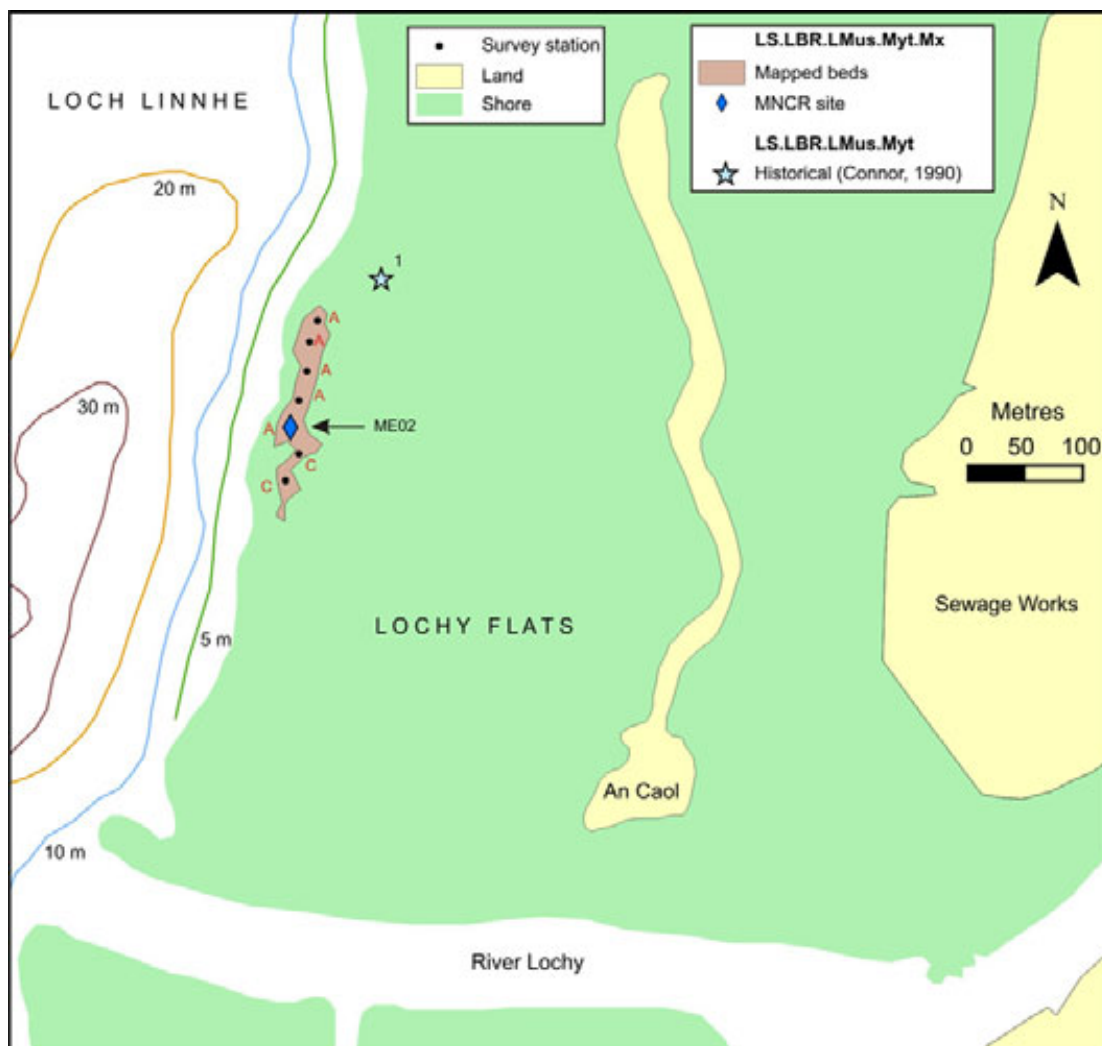 Survey station
Land
Shore
LS.LBR.LMus.Myt.Mx
Mapped beds
MNCR site
LS.LBR.LMus.Myt
Historical (Connor, 1990)
LOCH LINNHE
20 m
N
1
A
A
A
A
A
ME02
C
C
30 m
Metres
0 50 100
Sewage Works
LOCHY FLATS
5 m
An Caol
10 m
River Lochy